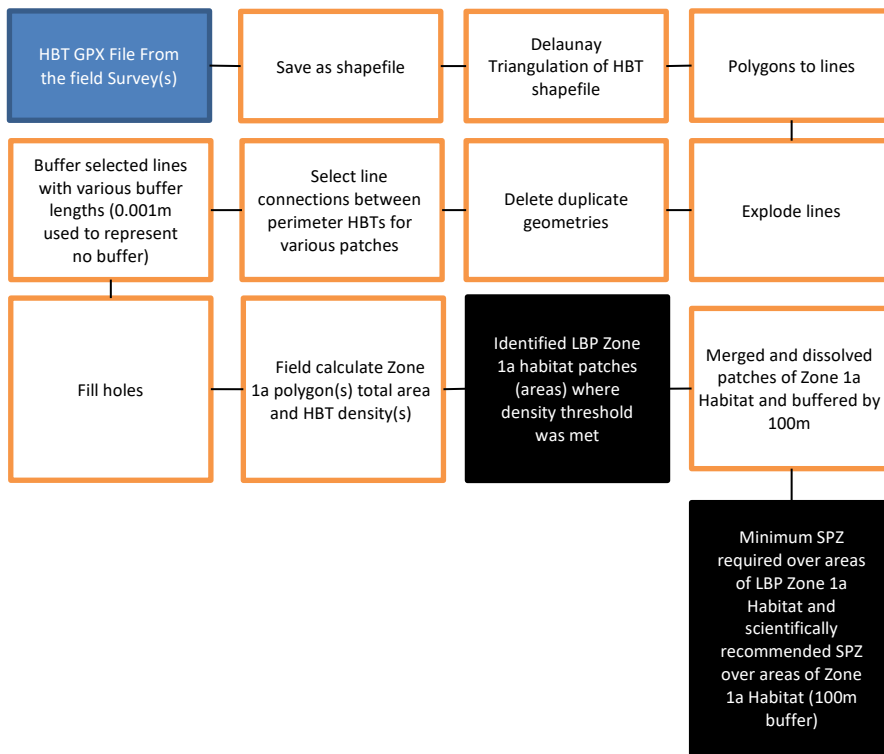 HBT GPX File From
the field Survey(s)
Save as shapefile
Delaunay
Triangulation of HBT
shapefile
Polygons to lines
Buffer selected lines
with various buffer
lengths (0.001m
used to represent
no buffer)
Select line
connections between
perimeter HBTs for
various patches
Delete duplicate
geometries
Explode lines
Fill holes
Field calculate Zone
1a polygon(s) total area
and HBT density(s)
Identified LBP Zone
1a habitat patches
(areas) where
density threshold
was met
Merged and dissolved
patches of Zone 1a
Habitat and buffered by
100m
Minimum SPZ
required over areas
of LBP Zone 1a
Habitat and
scientifically
recommended SPZ
over areas of Zone
1a Habitat (100m
buffer)